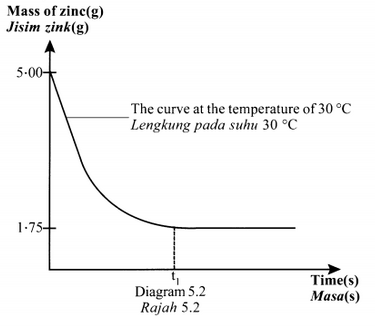 Mass of zinc(g)
Jisim zink(g)
5·00
The curve at the temperature of 30 °C
Lengkung pada suhu 30 °C
1·75
t₁
Time(s)
Masa(s)
Diagram 5.2
Rajah 5.2